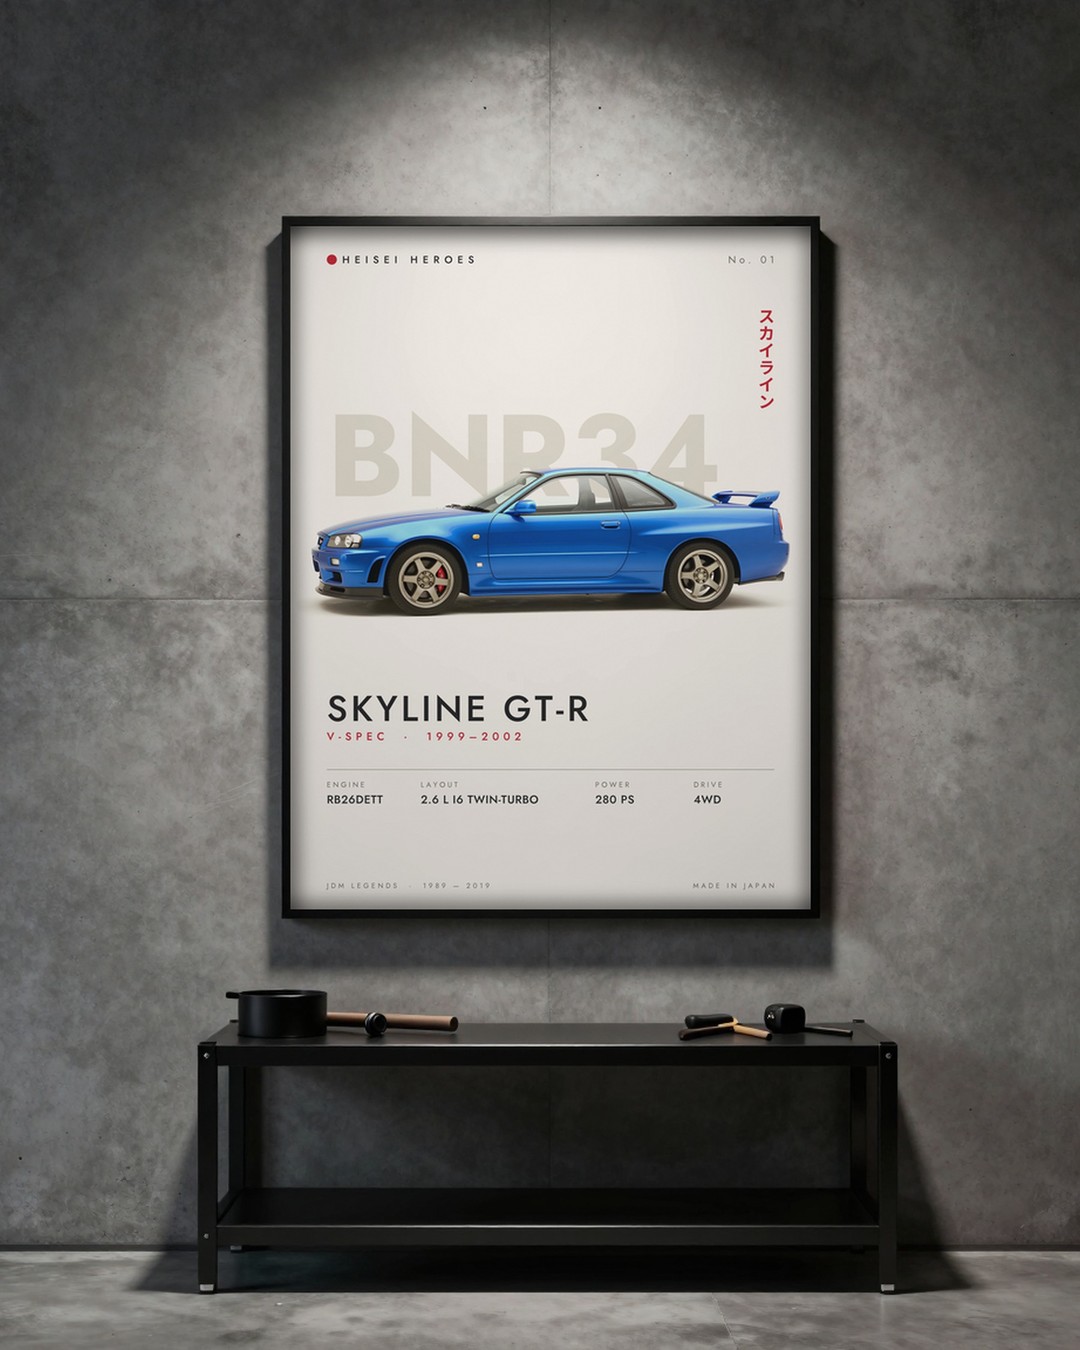 HEISEI HEROES
No. 01
スカイライン
BNR34
SKYLINE GT-R
V-SPEC · 1999–2002
ENGINE LAYOUT POWER DRIVE
RB26DETT 2.6 L I6 TWIN-TURBO 280 PS 4WD
JDM LEGENDS · 1989 — 2019
MADE IN JAPAN